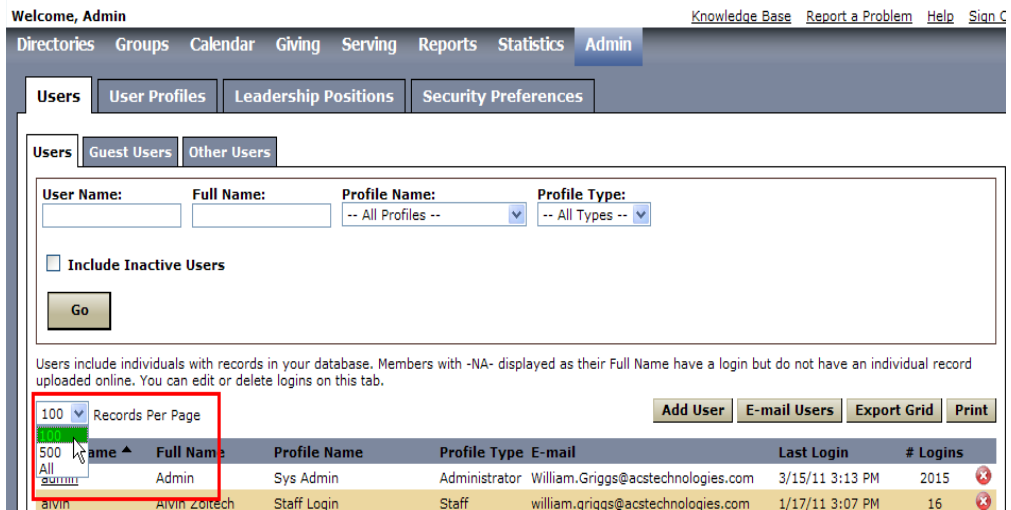 Welcome, Admin Knowledge Base Report a Problem Help Sign
Directories Groups Calendar Giving Serving Reports Statistics Admin
Users User Profiles Leadership Positions Security Preferences
Users Guest Users Other Users
User Name: Full Name: Profile Name: Profile Type:
-- All Profiles -- -- All Types --
Include Inactive Users
Go
Users include individuals with records in your database. Members with -NA- displayed as their Full Name have a login but do not have an individual record
uploaded online. You can edit or delete logins on this tab.
100 Records Per Page Add User E-mail Users Export Grid Print
100
500 ame Full Name Profile Name Profile Type E-mail Last Login # Logins
All
admin Admin Sys Admin Administrator William.Griggs@acstechnologies.com 3/15/11 3:13 PM 2015
alvin Alvin Zoltech Staff Login Staff william.griggs@acstechnologies.com 1/17/11 3:07 PM 16